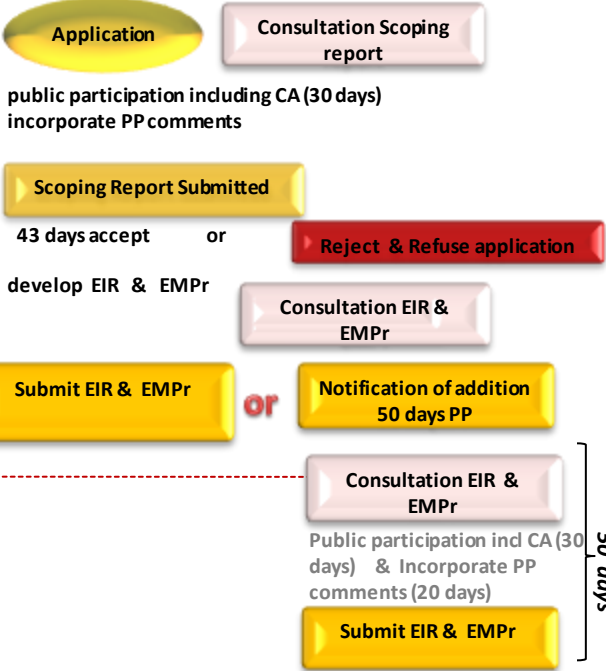 Application
Consultation Scoping
report
public participation including CA (30 days)
incorporate PP comments
Scoping Report Submitted
43 days accept or
Reject & Refuse application
develop EIR & EMPr
Consultation EIR &
EMPr
Submit EIR & EMPr
or
Notification of addition
50 days PP
Consultation EIR &
EMPr
Public participation incl CA (30
days) & Incorporate PP
comments (20 days)
Submit EIR & EMPr
days